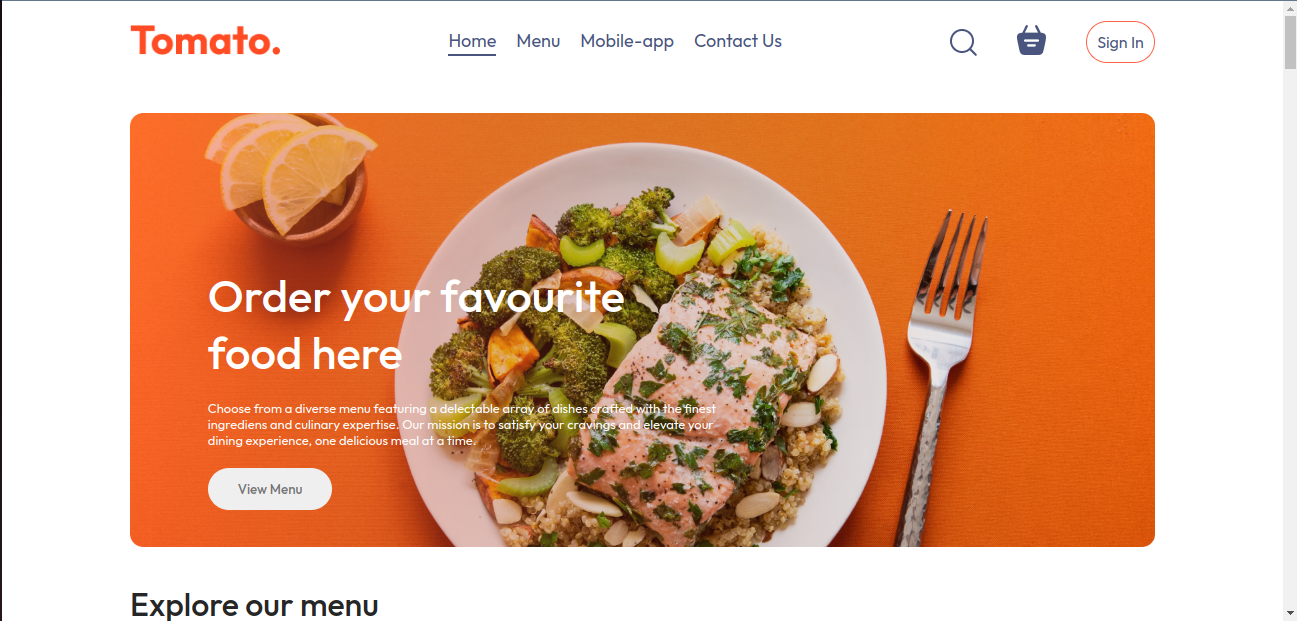 Tomato.
Home Menu Mobile-app Contact Us
Sign In
Order your favourite
food here
Choose from a diverse menu featuring a delectable array of dishes crafted with the finest
ingrediens and culinary expertise. Our mission is to satisfy your cravings and elevate your
dining experience, one delicious meal at a time.
View Menu
Explore our menu